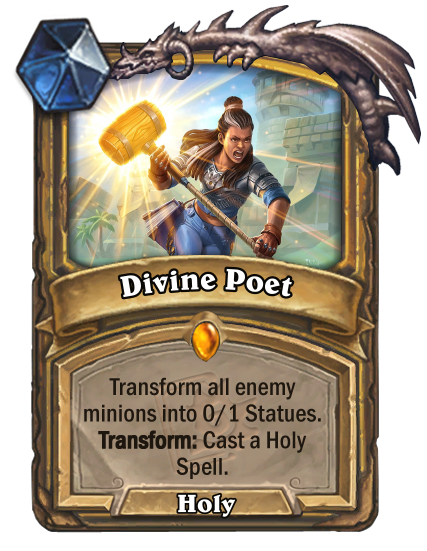 Divine Poet
Transform all enemy
minions into 0/1 Statues.
Transform: Cast a Holy
Spell.
Holy